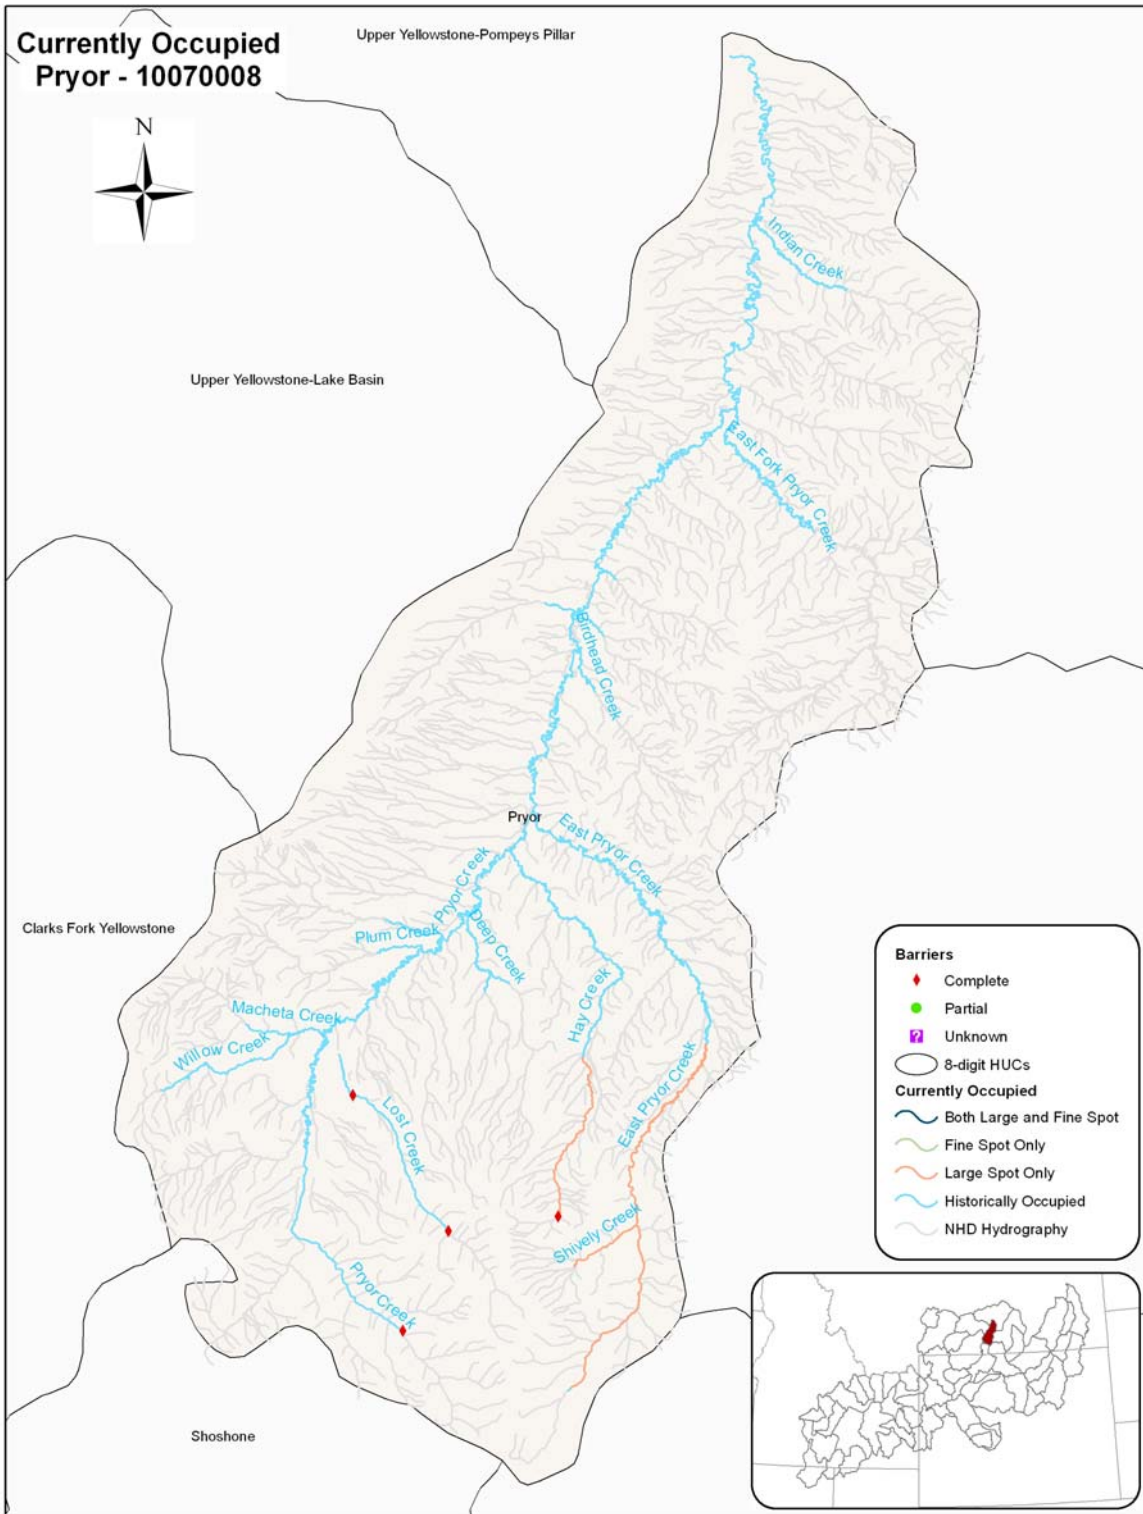 Currently Occupied
Pryor - 10070008
Upper Yellowstone-Pompeys Pillar
N
Indian Creek
Upper Yellowstone-Lake Basin
East Fork Pryor Creek
Birdhead Creek
Pryor
East Pryor Creek
Pryor Creek
Deep Creek
Plum Creek
Clarks Fork Yellowstone
Hay Creek
Macheta Creek
Willow Creek
East Pryor Creek
Lost Creek
Shively Creek
Pryor Creek
Shoshone
Barriers
Complete
Partial
?
Unknown
8-digit HUCs
Currently Occupied
Both Large and Fine Spot
Fine Spot Only
Large Spot Only
Historically Occupied
NHD Hydrography